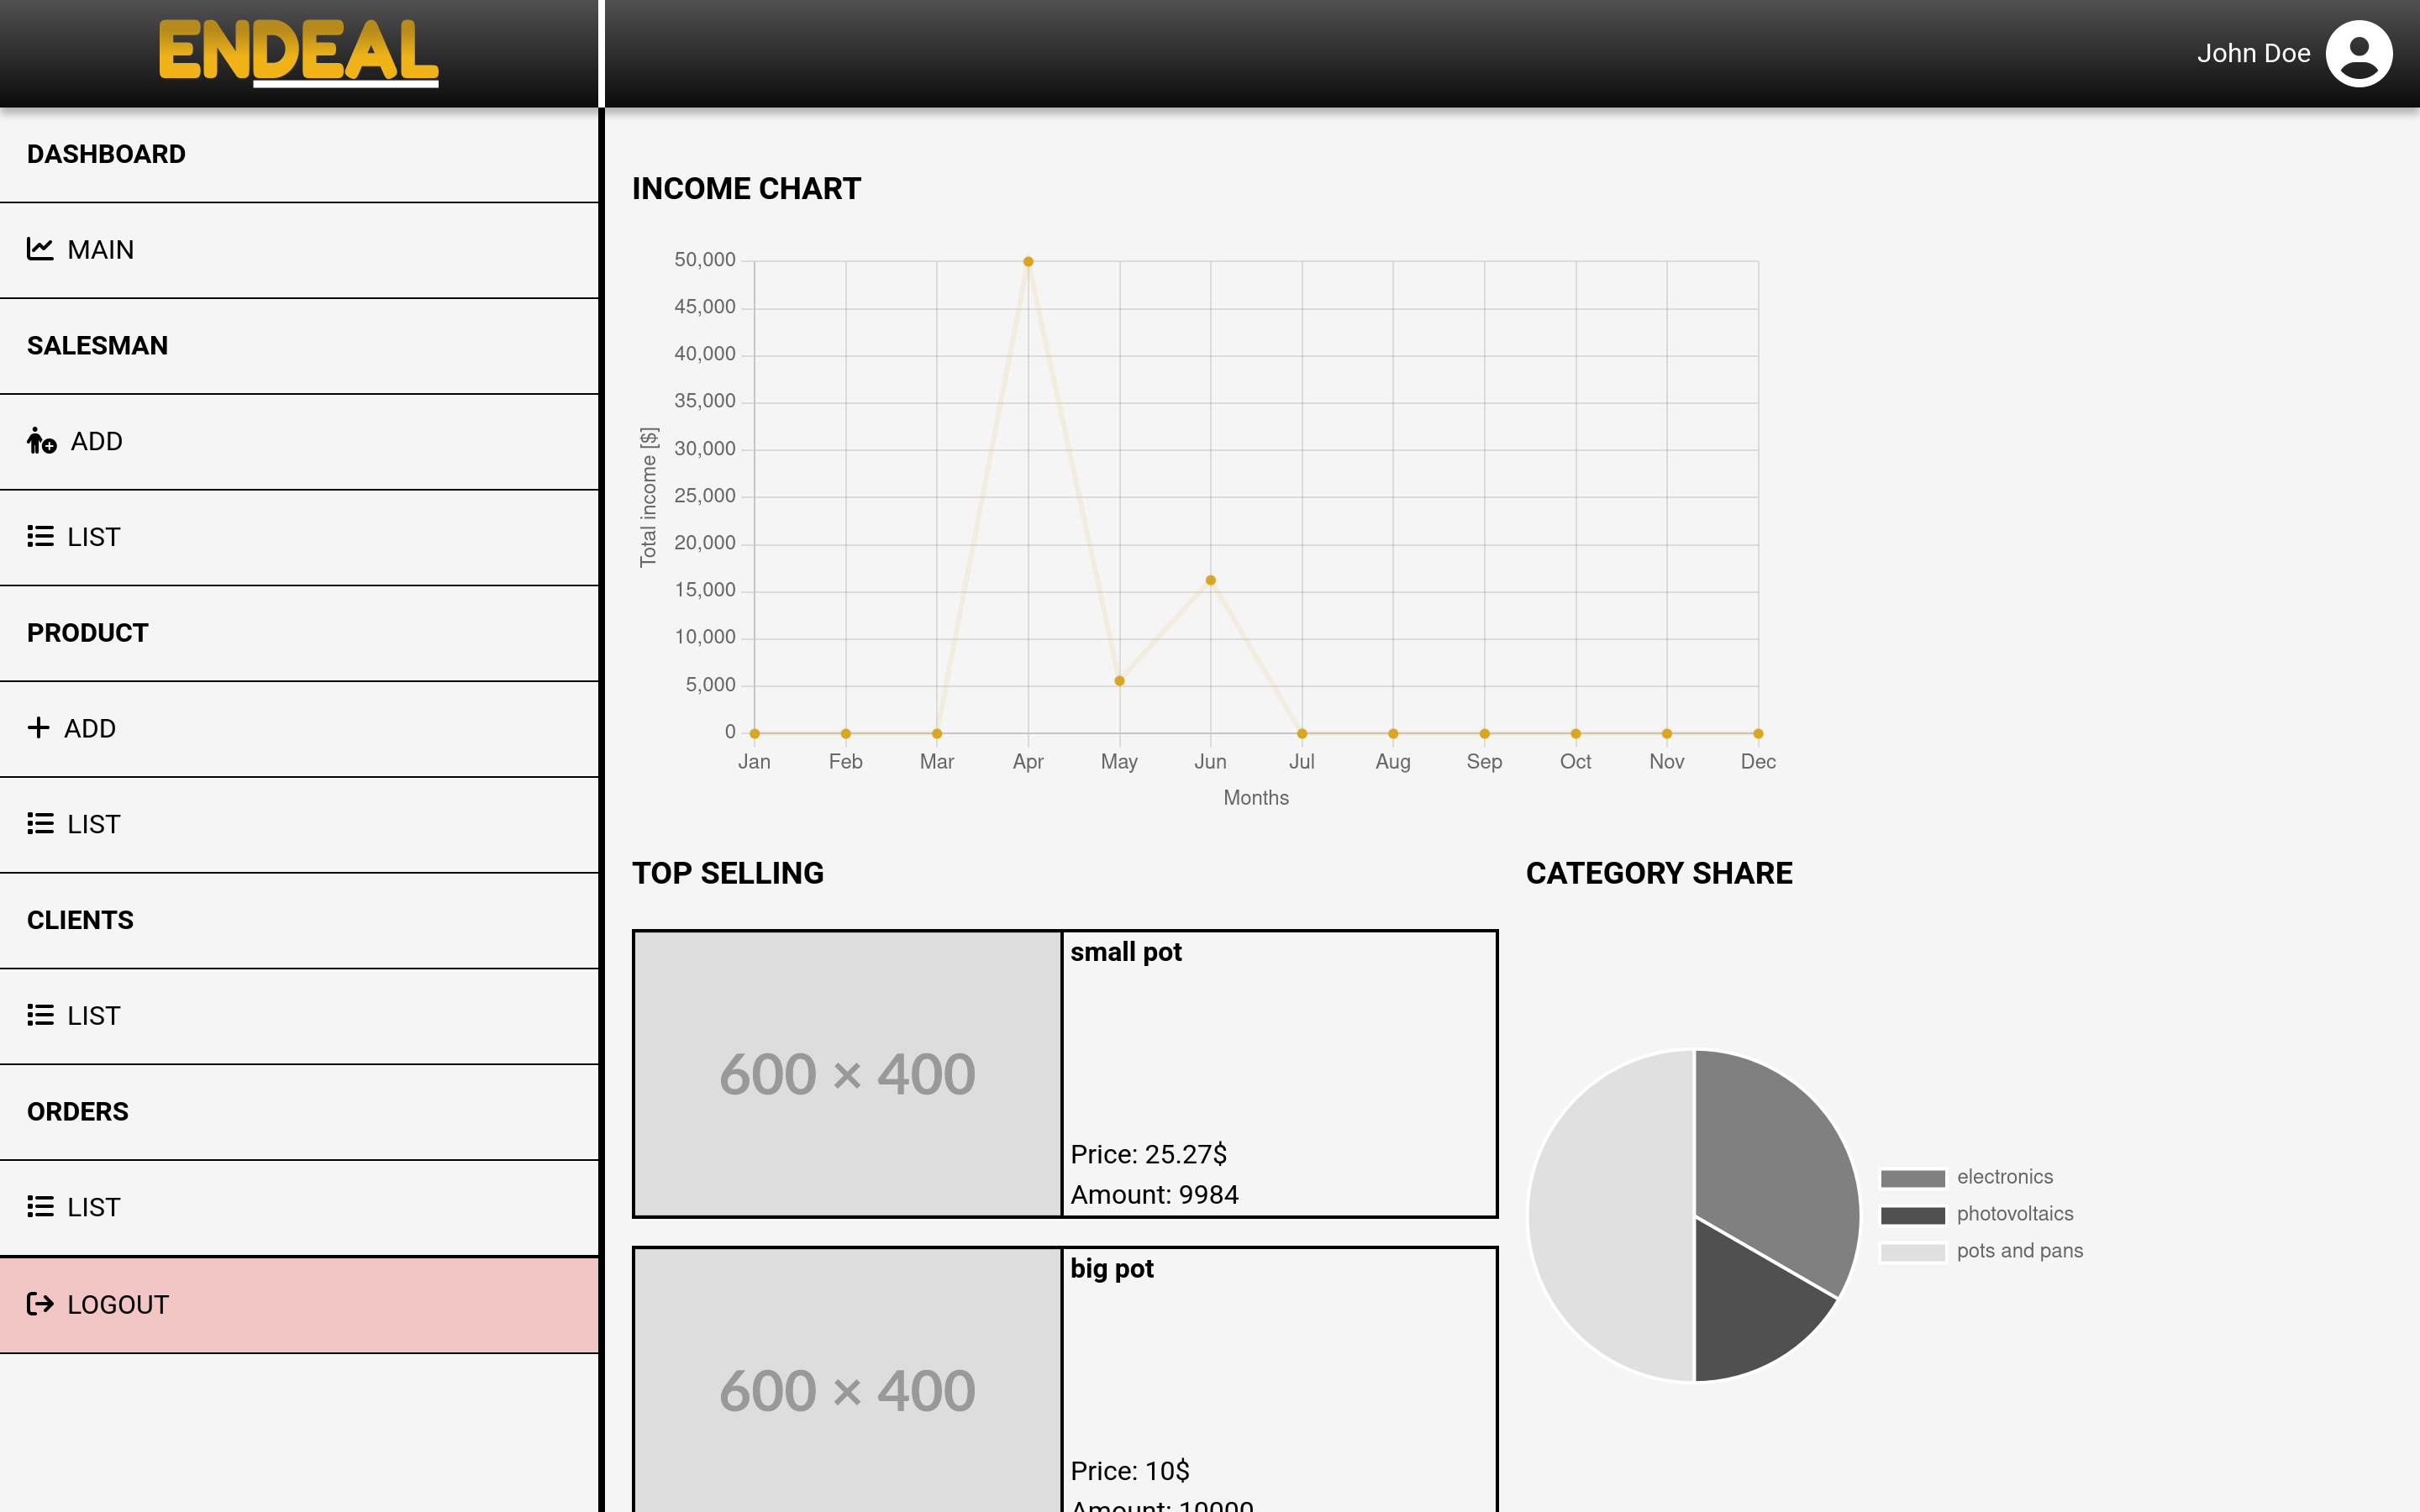 ENDEAL
John Doe
DASHBOARD
MAIN
SALESMAN
ADD
LIST
PRODUCT
ADD
LIST
CLIENTS
LIST
ORDERS
LIST
LOGOUT
INCOME CHART
Total income [$]
50,000
45,000
40,000
35,000
30,000
25,000
20,000
15,000
10,000
5,000
0
Jan Feb Mar Apr May Jun Jul Aug Sep Oct Nov Dec
Months
TOP SELLING
600 × 400
small pot
Price: 25.27$
Amount: 9984
600 × 400
big pot
Price: 10$
Amount: 10000
CATEGORY SHARE
electronics
photovoltaics
pots and pans